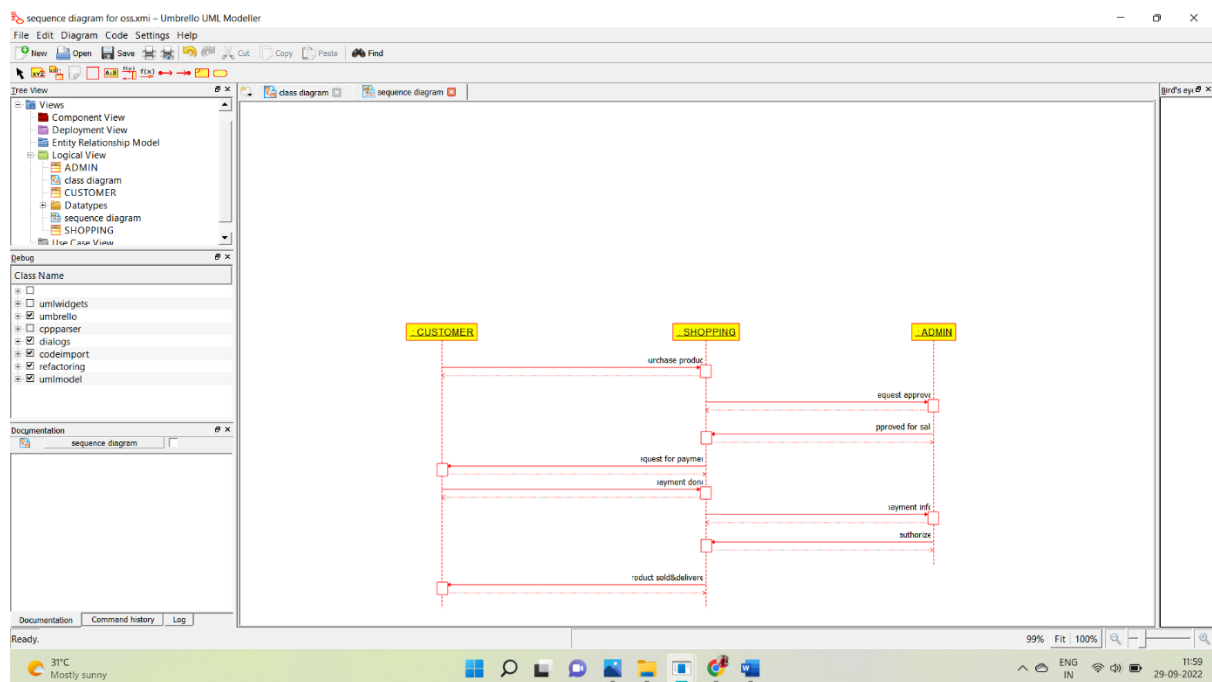 sequence diagram for oss.xmi – Umbrello UML Modeller
File Edit Diagram Code Settings Help
New Open Save Cut Copy Paste Find
XYZ A↓B f(x) f(x)
Tree View
class diagram sequence diagram
Bird's eye
Views
Component View
Deployment View
Entity Relationship Model
Logical View
ADMIN
class diagram
CUSTOMER
Datatypes
sequence diagram
SHOPPING
Use Case View
Debug
Class Name
umlwidgets
umbrello
cppparser
dialogs
codeimport
refactoring
umlmodel
Documentation
sequence diagram
: CUSTOMER : SHOPPING : ADMIN
urchase produc
equest approva
pproved for sal
equest for paymen
payment done
payment info
authorize
roduct sold&delivere
Documentation Command history Log
Ready.
99% Fit 100%
31°C
Mostly sunny
ENG
IN
11:59
29-09-2022